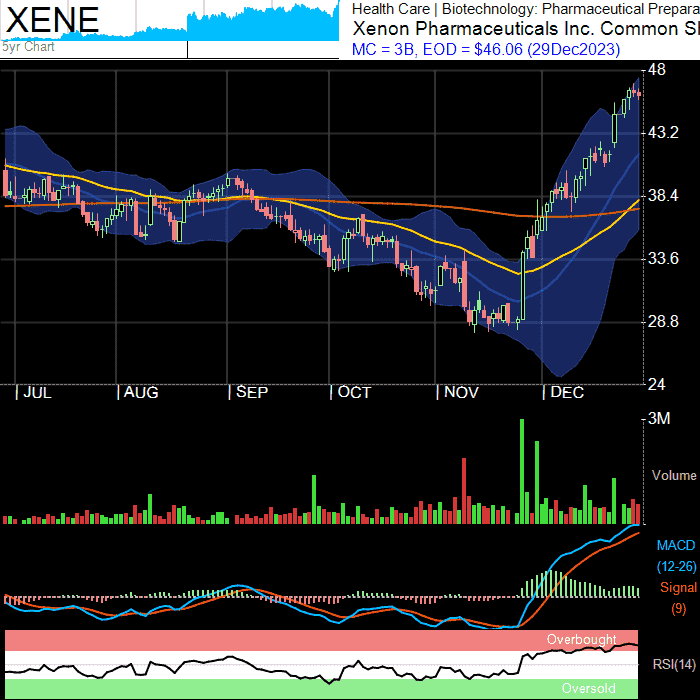 XENE
5yr Chart
Health Care | Biotechnology: Pharmaceutical Prepara
Xenon Pharmaceuticals Inc. Common
MC = 3B, EOD = $46.06 (29Dec2023)
48
43.2
38.4
33.6
28.8
24
JUL AUG SEP OCT NOV DEC
3M
Volume
MACD
(12-26)
Signal
(9)
Overbought
RSI(14)
Oversold